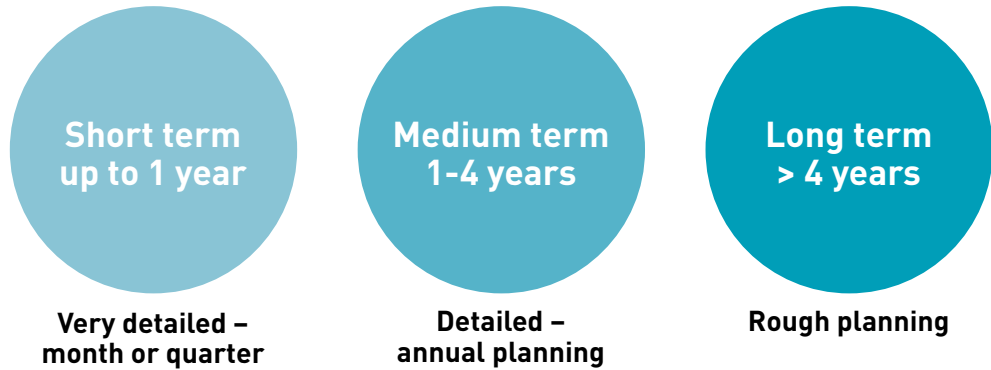 Short term
up to 1 year
Medium term
1-4 years
Long term
> 4 years
Very detailed –
month or quarter
Detailed –
annual planning
Rough planning